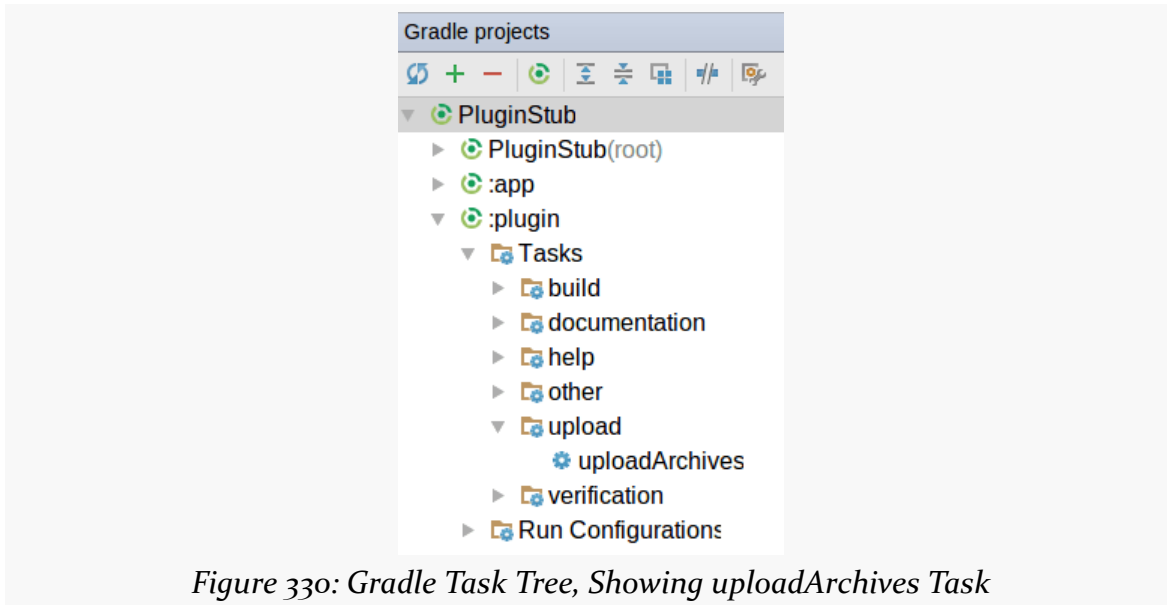 Gradle projects
PluginStub
PluginStub(root)
:app
:plugin
Tasks
build
documentation
help
other
upload
uploadArchives
verification
Run Configurations
Figure 330: Gradle Task Tree, Showing uploadArchives Task